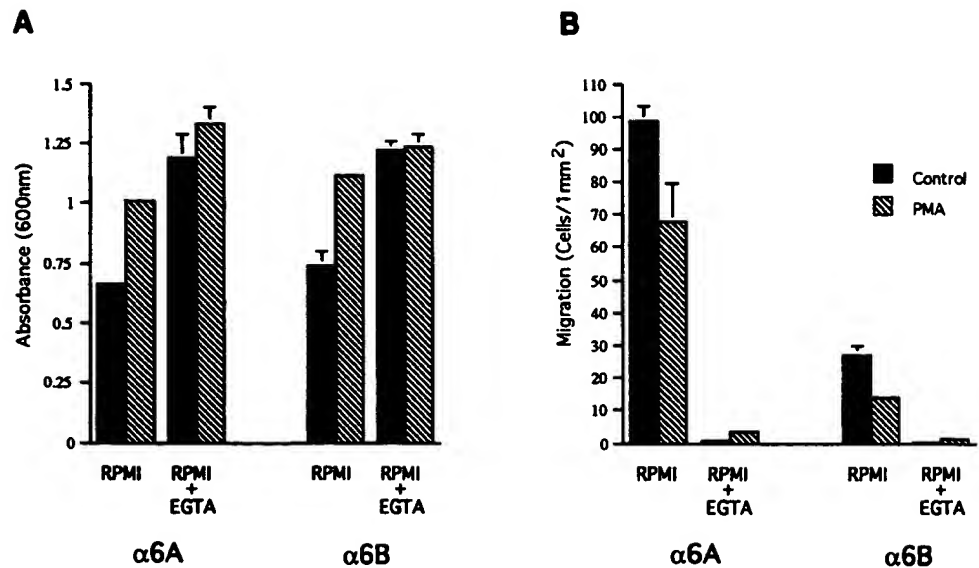 A
Absorbance (600nm)
1.5
1.25
1
0.75
0.5
0.25
0
RPMI
RPMI
+
EGTA
RPMI
RPMI
+
EGTA
α6A
α6B
B
Migration (Cells/1mm²)
110
100
90
80
70
60
50
40
30
20
10
0
RPMI
RPMI
+
EGTA
RPMI
RPMI
+
EGTA
α6A
α6B
Control
PMA